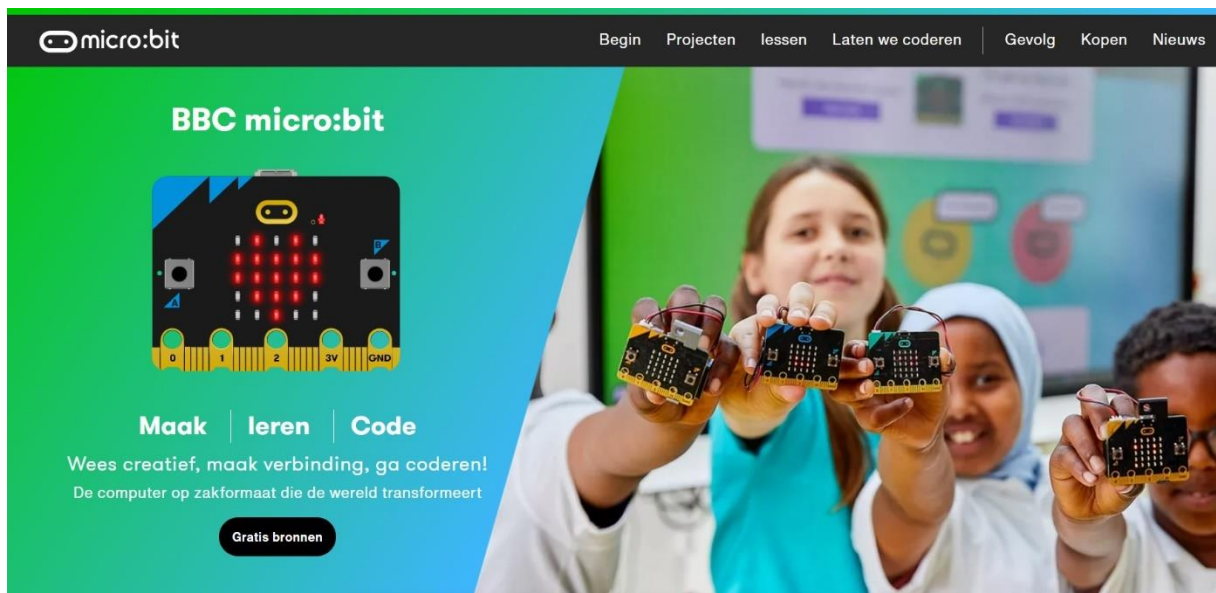 micro:bit
Begin Projecten lessen Laten we coderen Gevolg Kopen Nieuws
BBC micro:bit
B
A
0 1 2 3V GND
Maak leren Code
Wees creatief, maak verbinding, ga coderen!
De computer op zakformaat die de wereld transformeert
Gratis bronnen